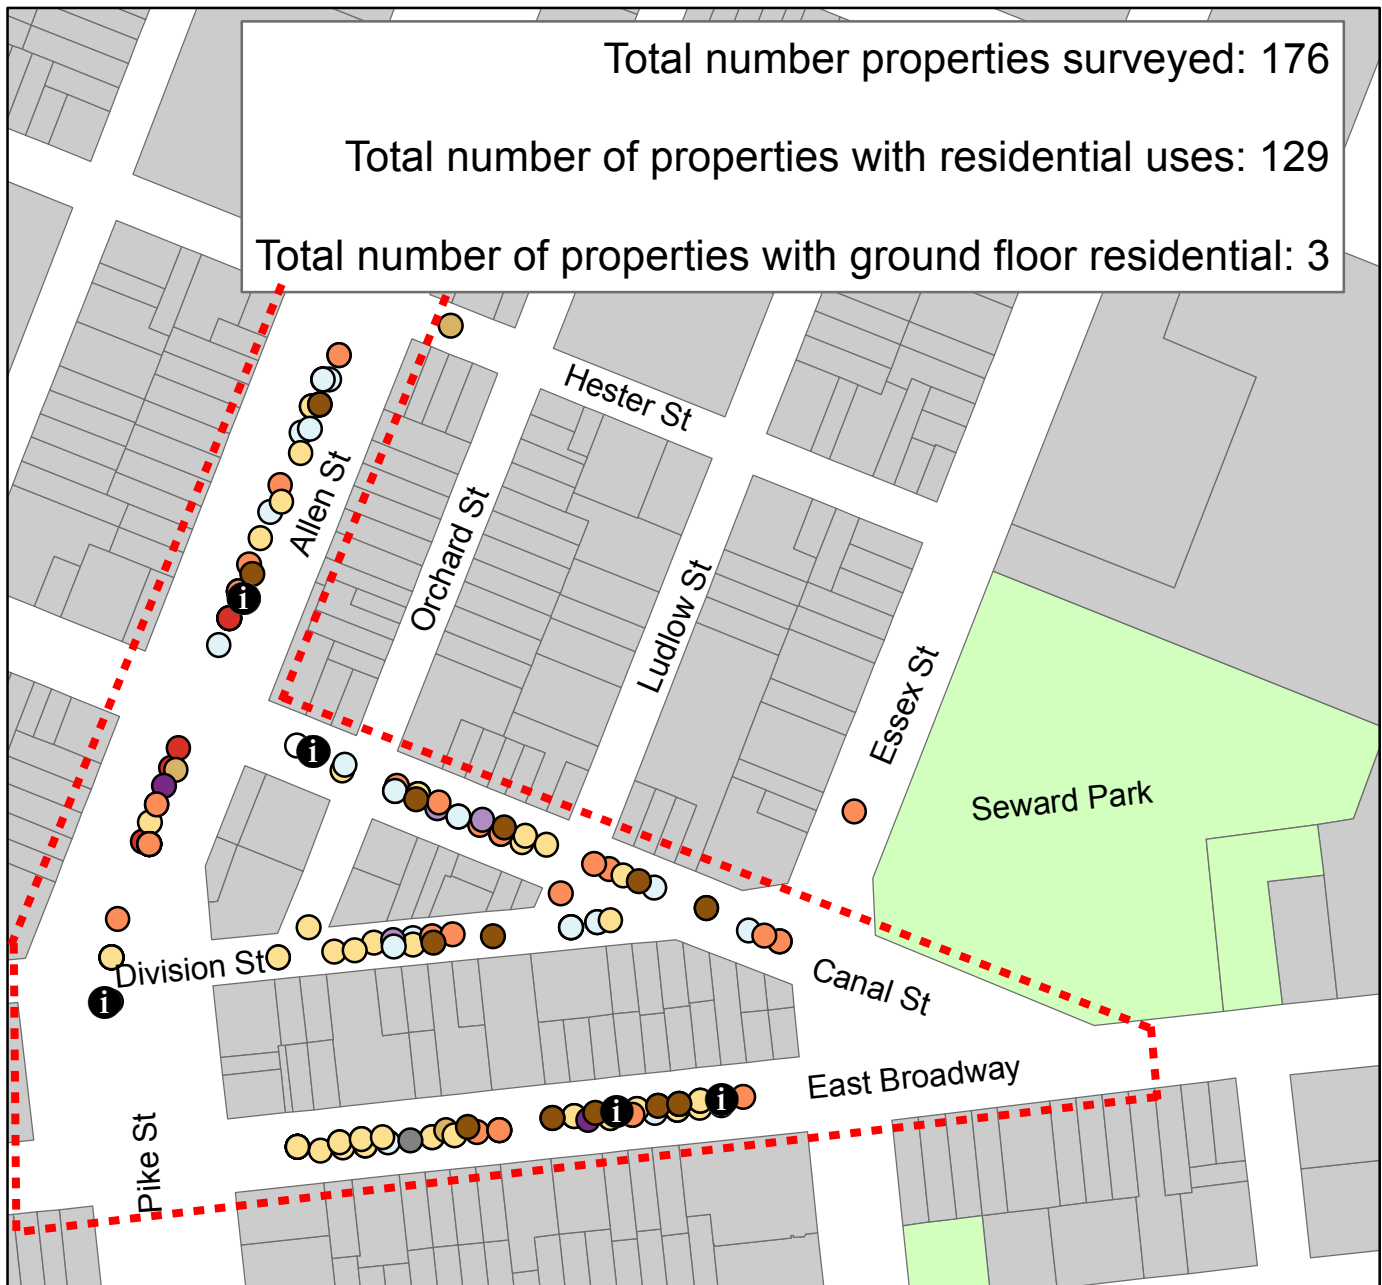 Total number properties surveyed: 176
Total number of properties with residential uses: 129
Total number of properties with ground floor residential: 3
Hester St
Allen St
Orchard St
Ludlow St
Essex St
i
Seward Park
i
Division St
Canal St
i
East Broadway
i
i
Pike St